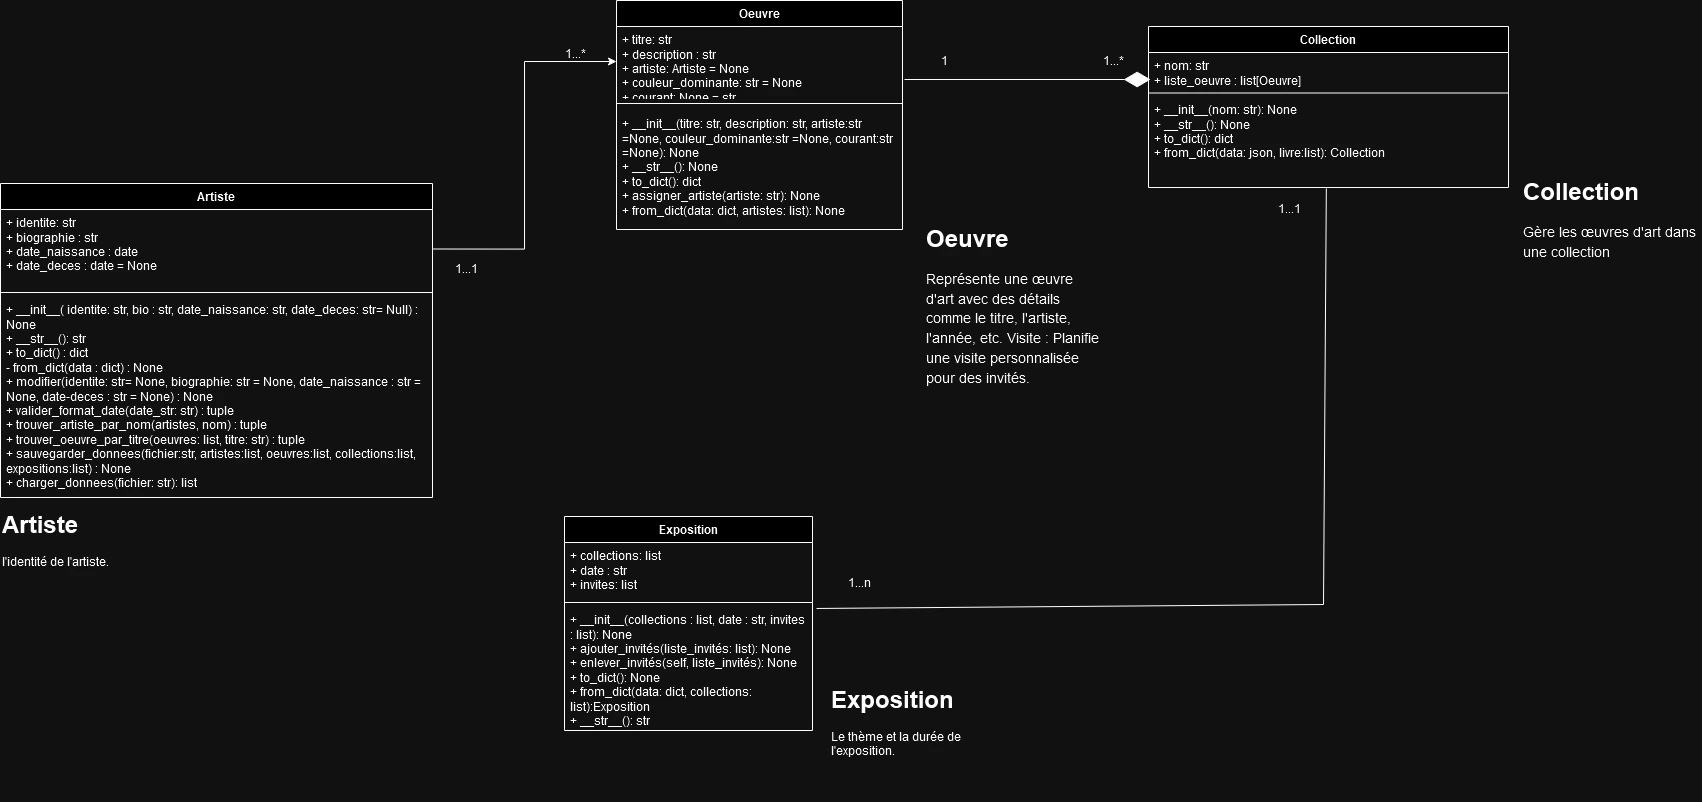 Oeuvre
+ titre: str
+ description : str
+ artiste: Artiste = None
+ couleur_dominante: str = None
+ courant: None = str
+ __init__(titre: str, description: str, artiste:str
=None, couleur_dominante:str =None, courant:str
=None): None
+ __str__(): None
+ to_dict(): dict
+ assigner_artiste(artiste: str): None
+ from_dict(data: dict, artistes: list): None
1...*
1
1...*
Collection
+ nom: str
+ liste_oeuvre : list[Oeuvre]
+ __init__(nom: str): None
+ __str__(): None
+ to_dict(): dict
+ from_dict(data: json, livre:list): Collection
1...1
Collection
Gère les œuvres d'art dans
une collection
Artiste
+ identite: str
+ biographie : str
+ date_naissance : date
+ date_deces : date = None
+ __init__( identite: str, bio : str, date_naissance: str, date_deces: str= Null) :
None
+ __str__(): str
+ to_dict() : dict
- from_dict(data : dict) : None
+ modifier(identite: str= None, biographie: str = None, date_naissance : str =
None, date-deces : str = None) : None
+ valider_format_date(date_str: str) : tuple
+ trouver_artiste_par_nom(artistes, nom) : tuple
+ trouver_oeuvre_par_titre(oeuvres: list, titre: str) : tuple
+ sauvegarder_donnees(fichier:str, artistes:list, oeuvres:list, collections:list,
expositions:list) : None
+ charger_donnees(fichier: str): list
1...1
Artiste
l'identité de l'artiste.
Oeuvre
Représente une œuvre
d'art avec des détails
comme le titre, l'artiste,
l'année, etc. Visite : Planifie
une visite personnalisée
pour des invités.
Exposition
+ collections: list
+ date : str
+ invites: list
+ __init__(collections : list, date : str, invites
: list): None
+ ajouter_invités(liste_invités: list): None
+ enlever_invités(self, liste_invités): None
+ to_dict(): None
+ from_dict(data: dict, collections:
list):Exposition
+ __str__(): str
1...n
Exposition
Le thème et la durée de
l'exposition.